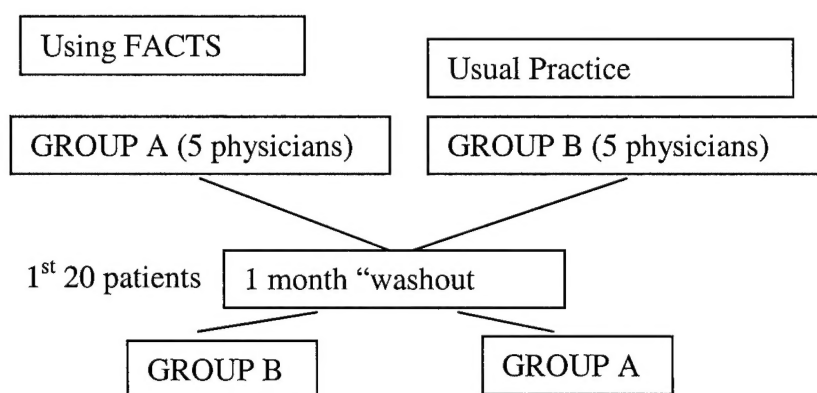 Using FACTS
Usual Practice
GROUP A (5 physicians)
GROUP B (5 physicians)
1st 20 patients
1 month “washout
GROUP B
GROUP A